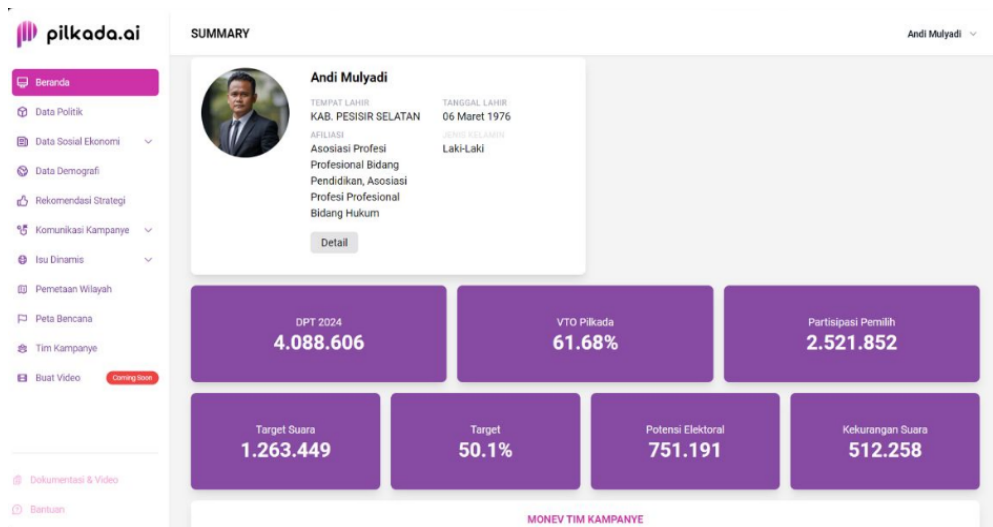 pilkada.ai
SUMMARY
Andi Mulyadi
Beranda
Data Politik
Data Sosial Ekonomi
Data Demografi
Rekomendasi Strategi
Komunikasi Kampanye
Isu Dinamis
Pemetaan Wilayah
Peta Bencana
Tim Kampanye
Buat Video Coming Soon
Dokumentasi & Video
Bantuan
Andi Mulyadi
TEMPAT LAHIR
KAB. PESISIR SELATAN
TANGGAL LAHIR
06 Maret 1976
AFILIASI
Asosiasi Profesi
Profesional Bidang
Pendidikan, Asosiasi
Profesi Profesional
Bidang Hukum
JENIS KELAMIN
Laki-Laki
Detail
DPT 2024
4.088.606
VTO Pilkada
61.68%
Partisipasi Pemilih
2.521.852
Target Suara
1.263.449
Target
50.1%
Potensi Elektoral
751.191
Kekurangan Suara
512.258
MONEV TIM KAMPANYE